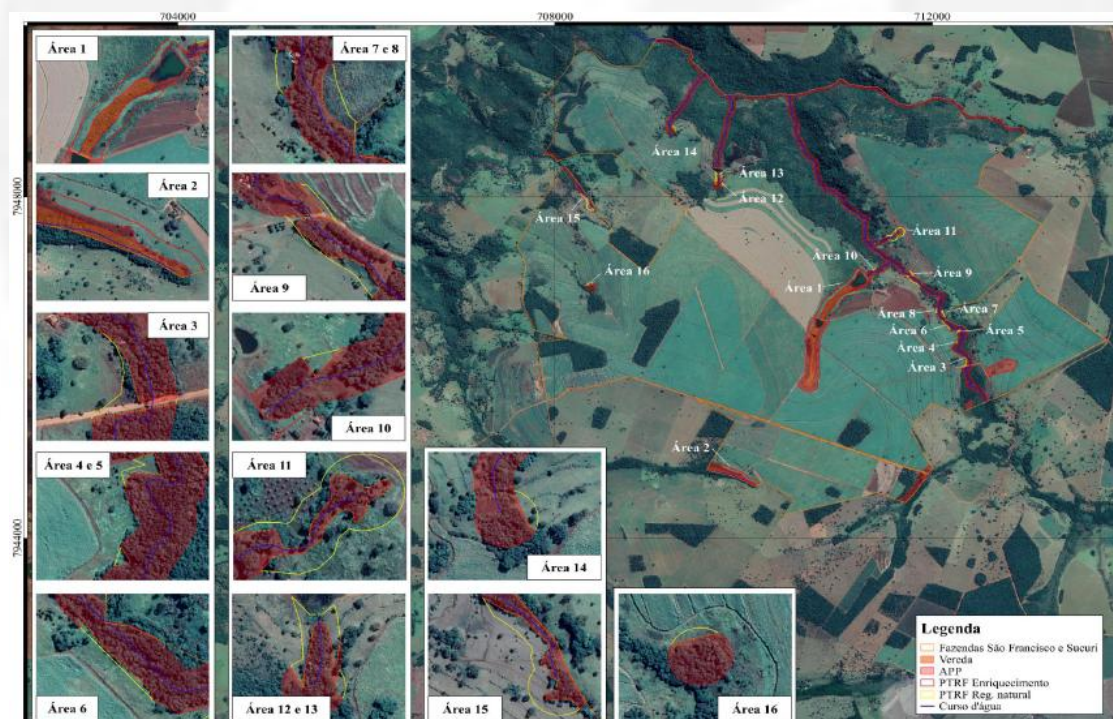 704000
708000
712000
7948000
7944000
Área 1
Área 7 e 8
Área 2
Área 9
Área 3
Área 10
Área 4 e 5
Área 11
Área 14
Área 6
Área 12 e 13
Área 15
Área 16
Área 14
Área 13
Área 12
Área 15
Área 11
Área 16
Área 10
Área 9
Área 1
Área 8
Área 7
Área 6
Área 5
Área 4
Área 3
Área 2
Legenda
Fazendas São Francisco e Sucuri
Vereda
APP
PTRF Enriquecimento
PTRF Reg. natural
Curso d'água